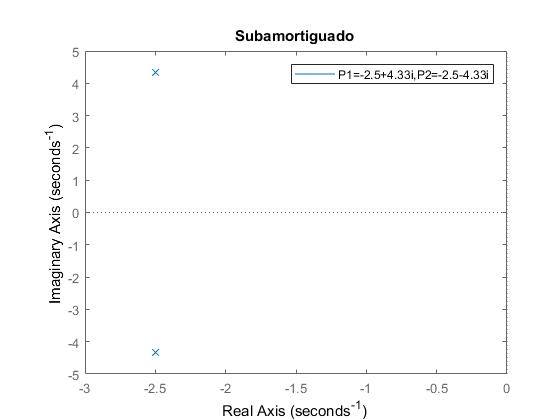 Subamortiguado
5
P1=-2.5+4.33i,P2=-2.5-4.33i
4
3
2
1
0
-1
-2
-3
-4
-5
Imaginary Axis (seconds⁻¹)
-3 -2.5 -2 -1.5 -1 -0.5 0
Real Axis (seconds⁻¹)